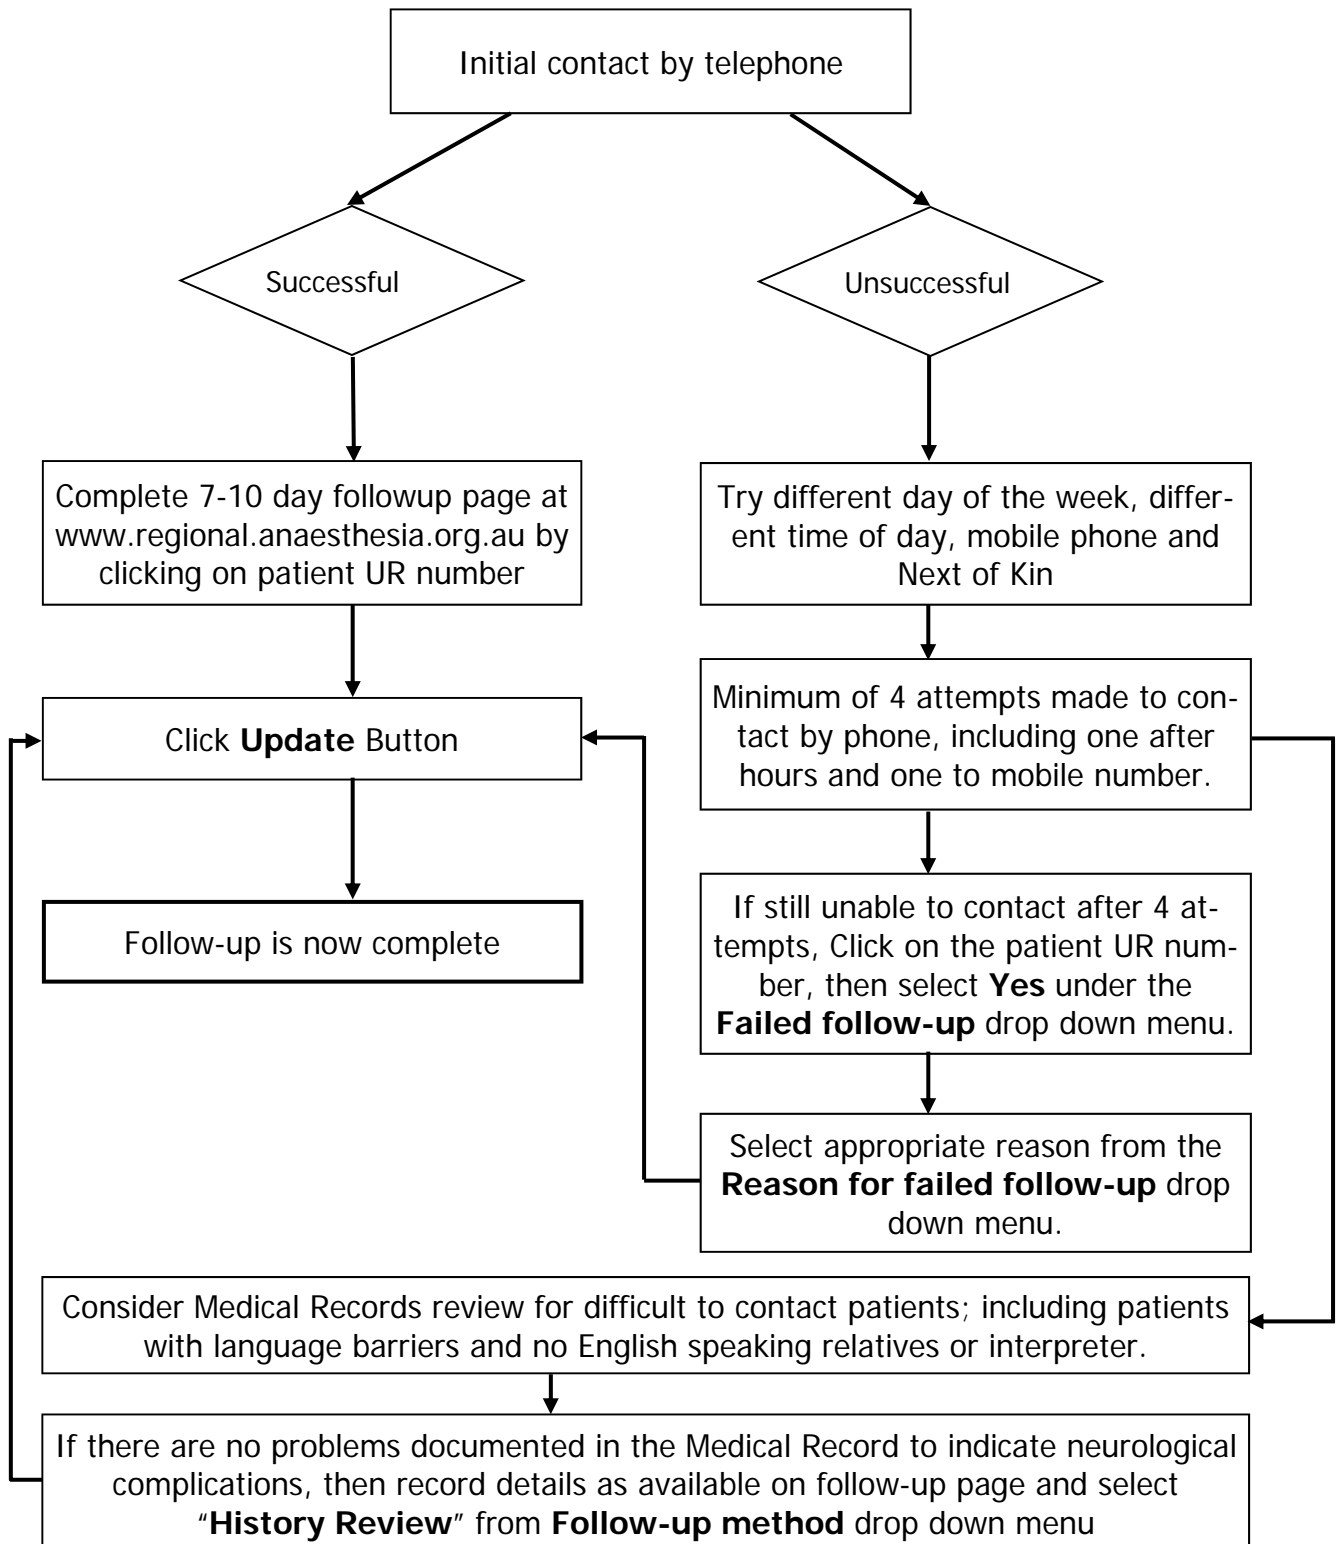 Initial contact by telephone
Successful
Unsuccessful
Complete 7-10 day followup page at
www.regional.anaesthesia.org.au by
clicking on patient UR number
Try different day of the week, differ-
ent time of day, mobile phone and
Next of Kin
Click Update Button
Minimum of 4 attempts made to con-
tact by phone, including one after
hours and one to mobile number.
Follow-up is now complete
If still unable to contact after 4 at-
tempts, Click on the patient UR num-
ber, then select Yes under the
Failed follow-up drop down menu.
Select appropriate reason from the
Reason for failed follow-up drop
down menu.
Consider Medical Records review for difficult to contact patients; including patients
with language barriers and no English speaking relatives or interpreter.
If there are no problems documented in the Medical Record to indicate neurological
complications, then record details as available on follow-up page and select
“History Review” from Follow-up method drop down menu